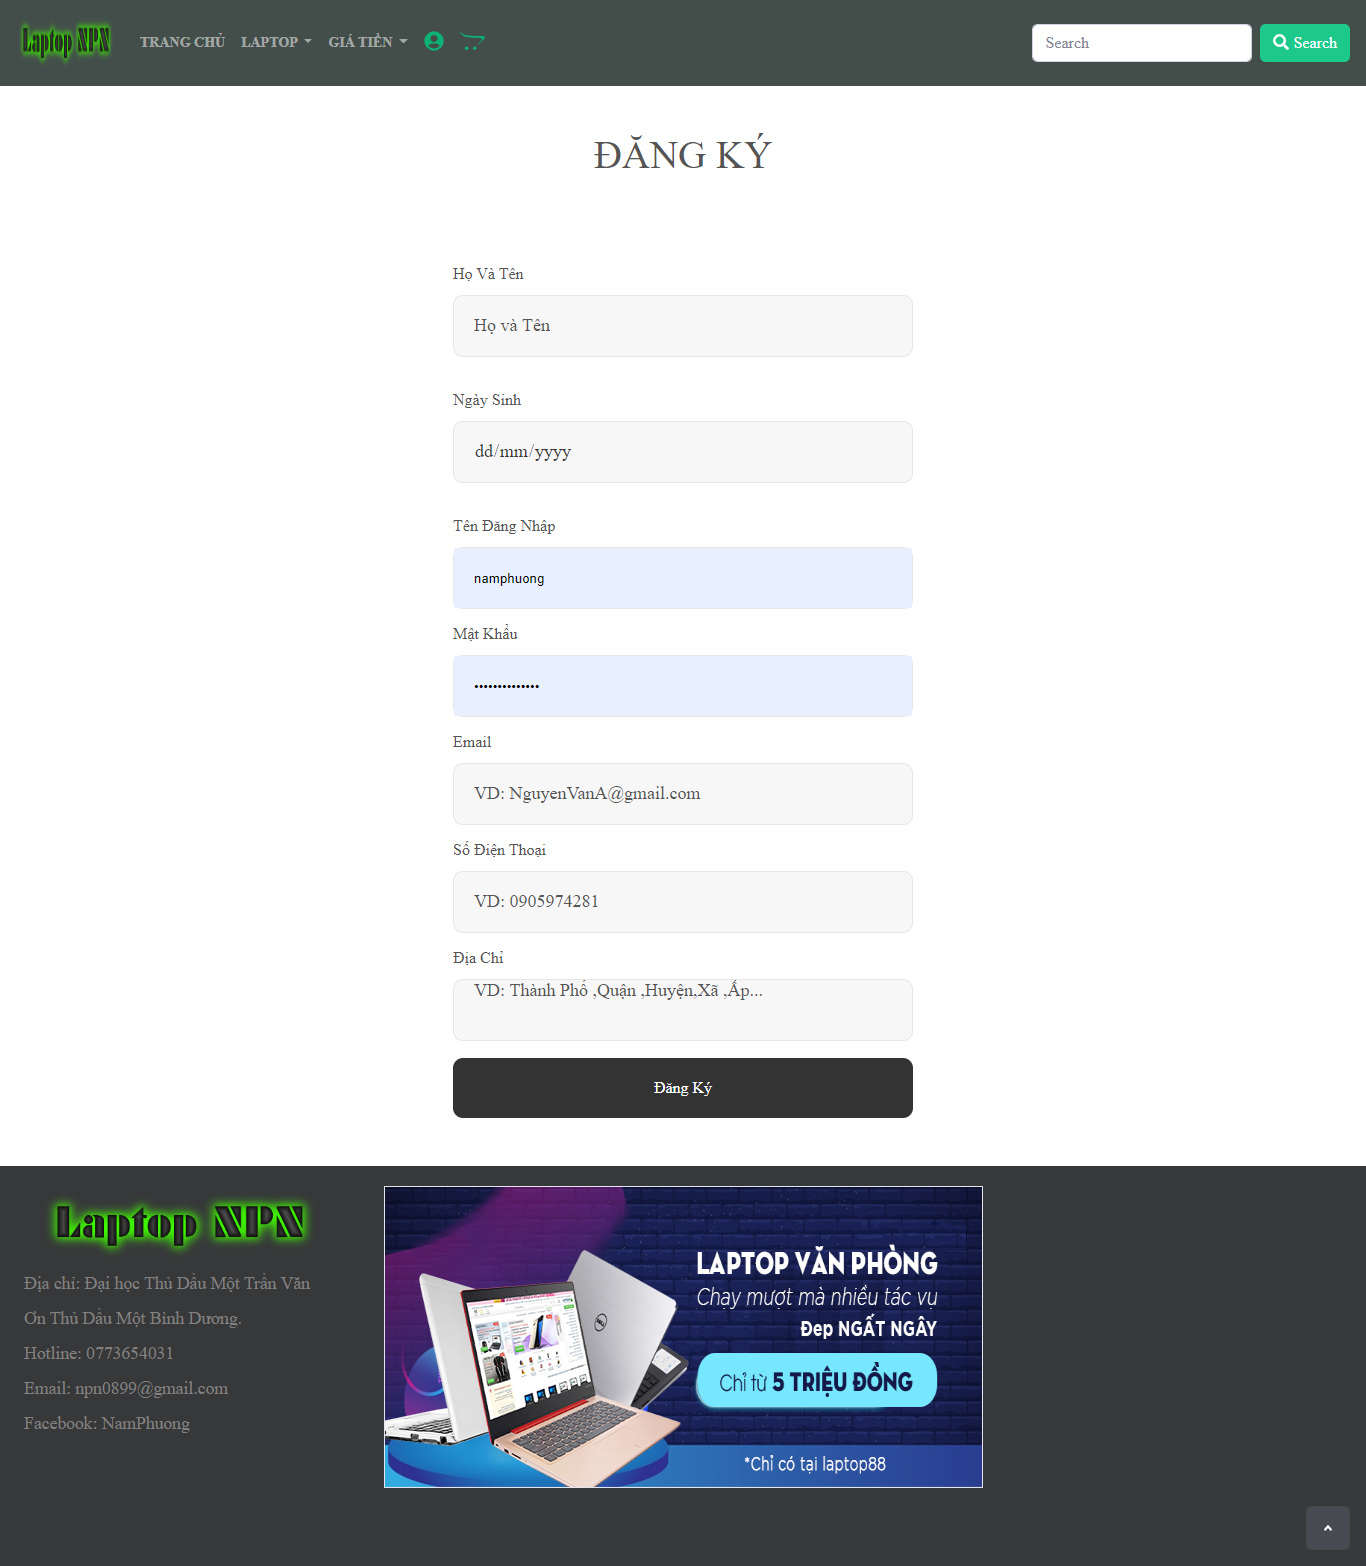 Laptop NPN
TRANG CHỦ
LAPTOP
GIÁ TIỀN
Search
Search
ĐĂNG KÝ
Họ Và Tên
Họ và Tên
Ngày Sinh
dd/mm/yyyy
Tên Đăng Nhập
namphuong
Mật Khẩu
••••••••••••••
Email
VD: NguyenVanA@gmail.com
Số Điện Thoại
VD: 0905974281
Địa Chỉ
VD: Thành Phố ,Quận ,Huyện,Xã ,Ấp...
Đăng Ký
Laptop NPN
Địa chỉ: Đại học Thủ Dầu Một Trần Văn
Ơn Thủ Dầu Một Bình Dương.
Hotline: 0773654031
Email: npn0899@gmail.com
Facebook: NamPhuong
LAPTOP VĂN PHÒNG
Chạy mượt mà nhiều tác vụ
Đẹp NGẤT NGÂY
Chỉ từ 5 TRIỆU ĐỒNG
*Chỉ có tại laptop88
DELL